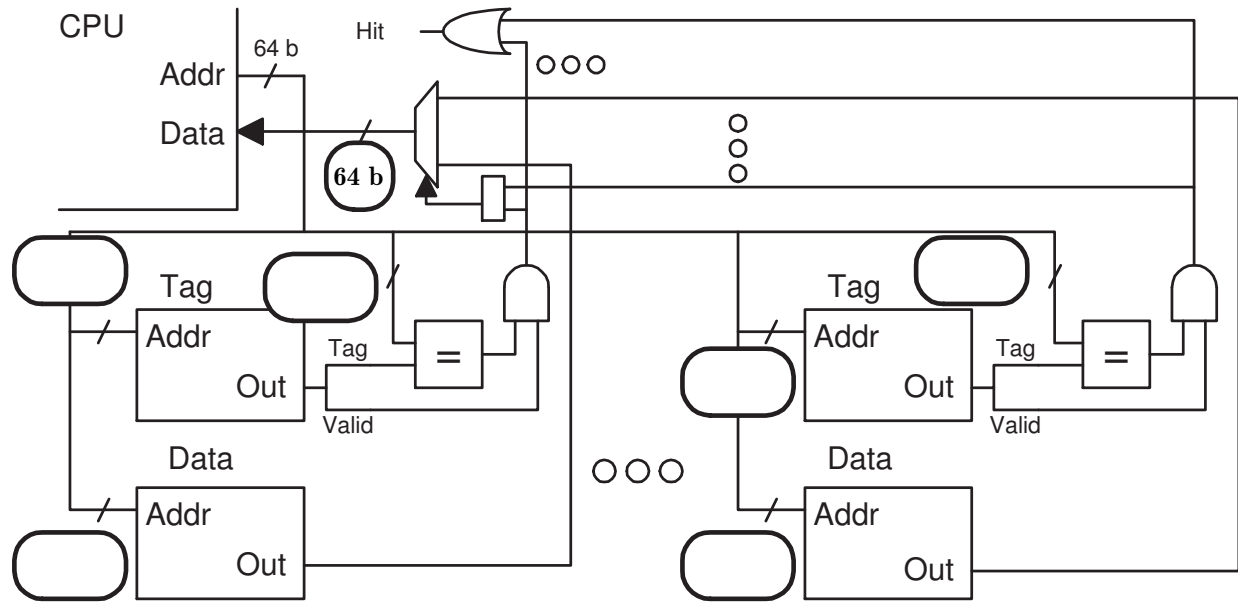 CPU
Hit
64 b
Addr
Data
64 b
Tag
Tag
Addr
=
Addr
=
Tag
Tag
Out
Out
Valid
Valid
Data
Data
Addr
Addr
Out
Out